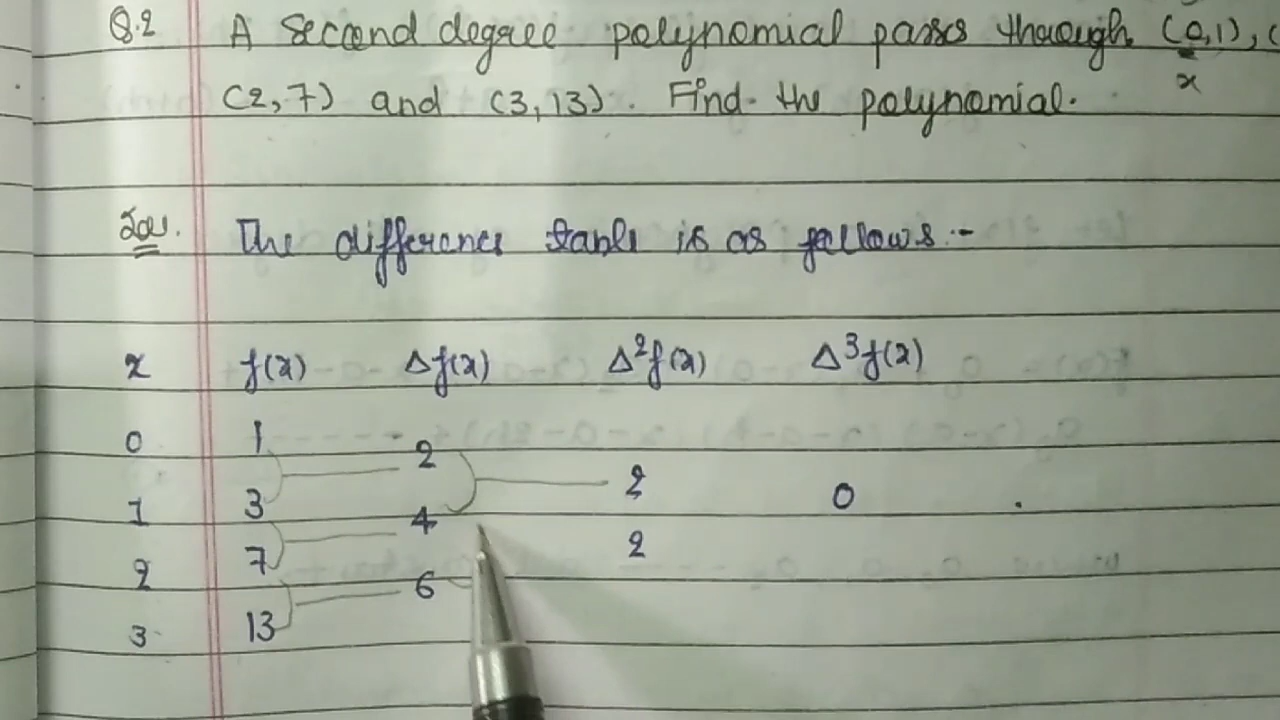 Q.2 A second degree polynomial passes through (0,1), (
x
(2,7) and (3,13). Find the polynomial.
Sol. The difference table is as follows:-
x f(x) Δf(x) Δ²f(x) Δ³f(x)
0 1 2
1 3 2 0
4
2 7 2
3 13 6